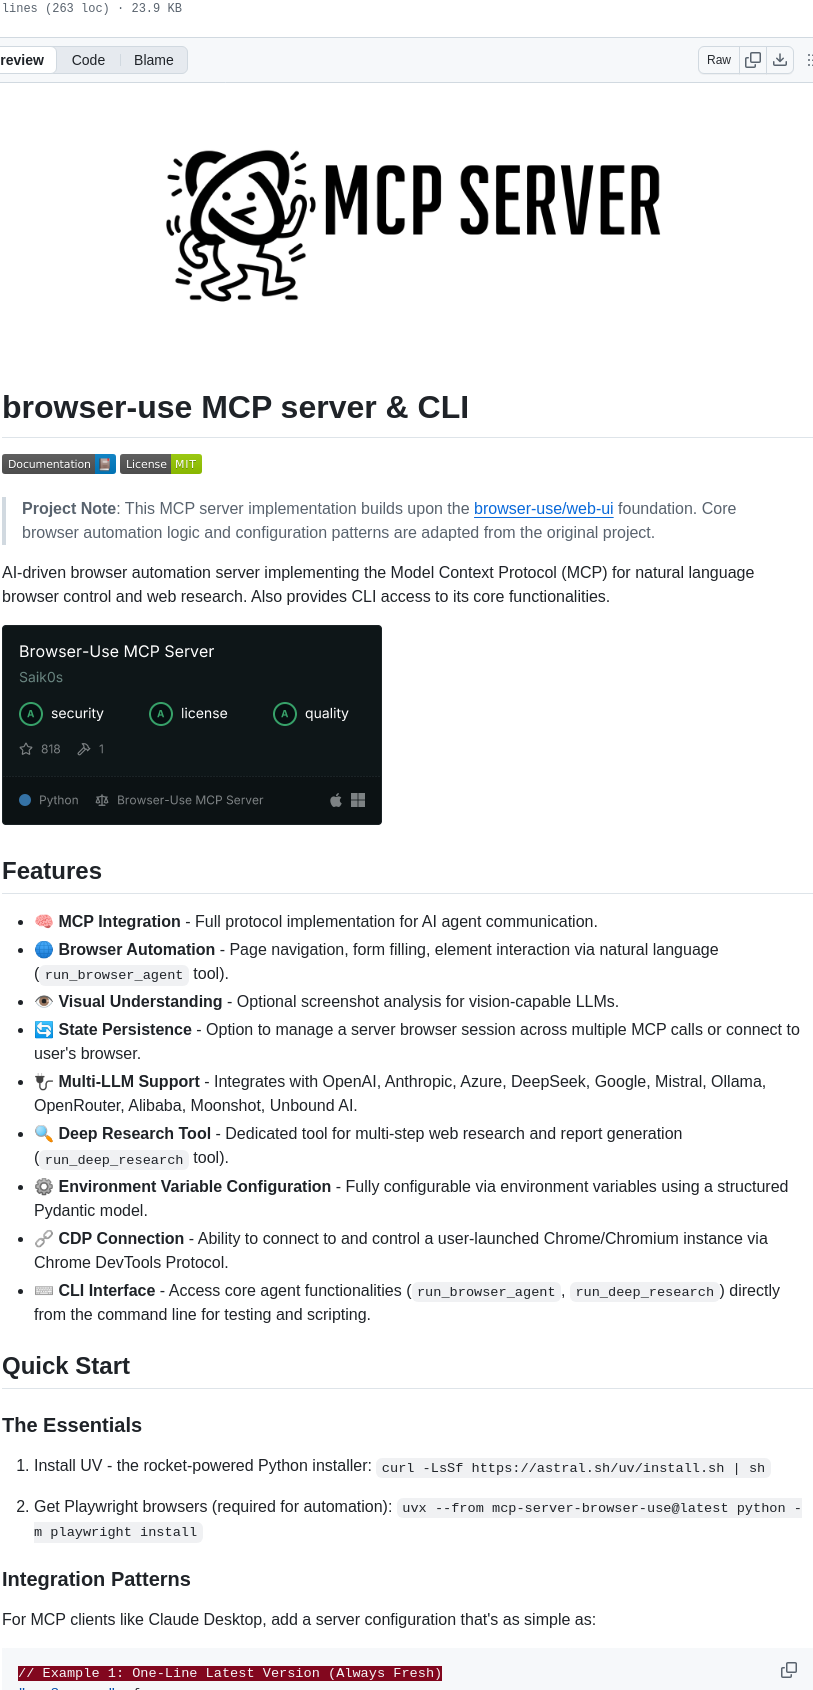 lines (263 loc) · 23.9 KB
review Code Blame Raw
MCP SERVER
browser-use MCP server & CLI
Documentation License MIT
Project Note: This MCP server implementation builds upon the browser-use/web-ui foundation. Core
browser automation logic and configuration patterns are adapted from the original project.
AI-driven browser automation server implementing the Model Context Protocol (MCP) for natural language
browser control and web research. Also provides CLI access to its core functionalities.
Browser-Use MCP Server
Saik0s
A security A license A quality
818 1
Python Browser-Use MCP Server
Features
• 🧠 MCP Integration - Full protocol implementation for AI agent communication.
• 🌐 Browser Automation - Page navigation, form filling, element interaction via natural language
(run_browser_agent tool).
• 👁️ Visual Understanding - Optional screenshot analysis for vision-capable LLMs.
• 🔄 State Persistence - Option to manage a server browser session across multiple MCP calls or connect to
user's browser.
• 🔌 Multi-LLM Support - Integrates with OpenAI, Anthropic, Azure, DeepSeek, Google, Mistral, Ollama,
OpenRouter, Alibaba, Moonshot, Unbound AI.
• 🔍 Deep Research Tool - Dedicated tool for multi-step web research and report generation
(run_deep_research tool).
• ⚙️ Environment Variable Configuration - Fully configurable via environment variables using a structured
Pydantic model.
• 🔗 CDP Connection - Ability to connect to and control a user-launched Chrome/Chromium instance via
Chrome DevTools Protocol.
• ⌨️ CLI Interface - Access core agent functionalities (run_browser_agent, run_deep_research) directly
from the command line for testing and scripting.
Quick Start
The Essentials
1. Install UV - the rocket-powered Python installer: curl -LsSf https://astral.sh/uv/install.sh | sh
2. Get Playwright browsers (required for automation): uvx --from mcp-server-browser-use@latest python -
m playwright install
Integration Patterns
For MCP clients like Claude Desktop, add a server configuration that's as simple as:
// Example 1: One-Line Latest Version (Always Fresh)